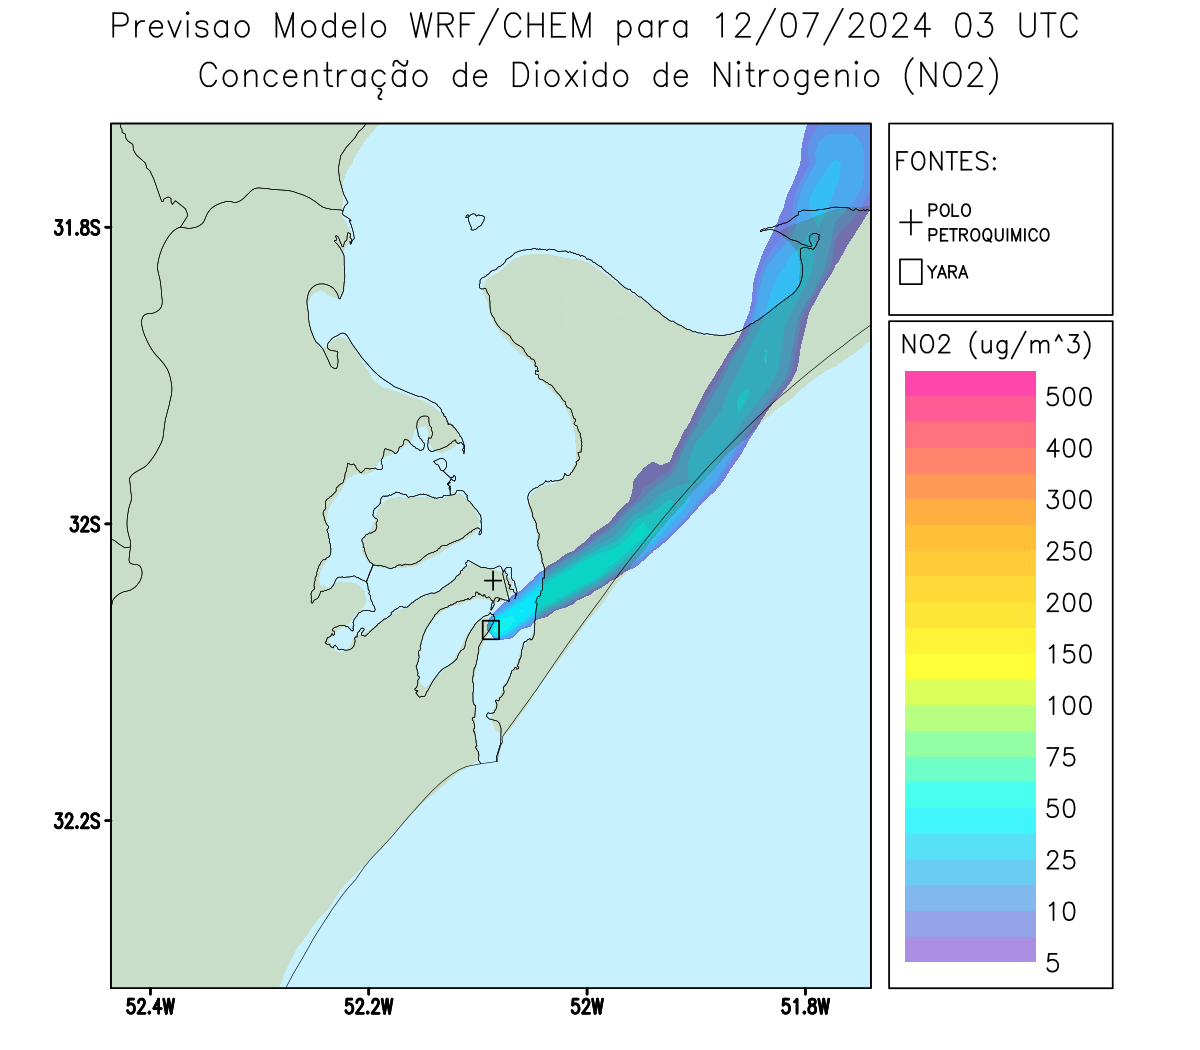 Previsao Modelo WRF/CHEM para 12/07/2024 03 UTC
Concentração de Dioxido de Nitrogenio (NO2)
FONTES:
POLO
PETROQUIMICO
YARA
NO2 (ug/m^3)
500
400
300
250
200
150
100
75
50
25
10
5
31.8S
32S
32.2S
52.4W
52.2W
52W
51.8W